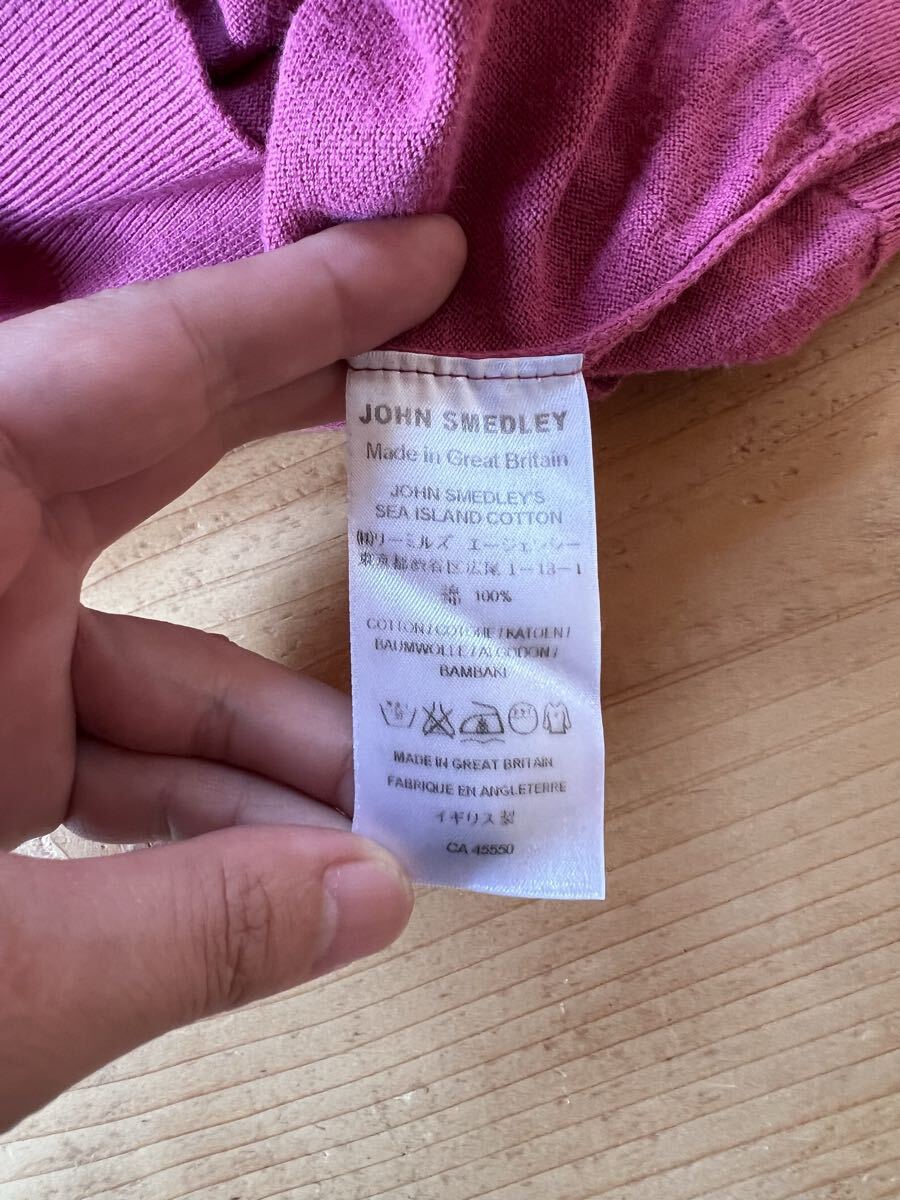 JOHN SMEDLEY
Made in Great Britain
JOHN SMEDLEY'S
SEA ISLAND COTTON
㈱リーミルズ エージェンシー
東京都渋谷区広尾1-13-1
綿 100%
COTTON/COTONE/KATOEN/
BAUMWOLLE/ALGODON/
BAMBAKI
MADE IN GREAT BRITAIN
FABRIQUE EN ANGLETERRE
イギリス製
CA 45550